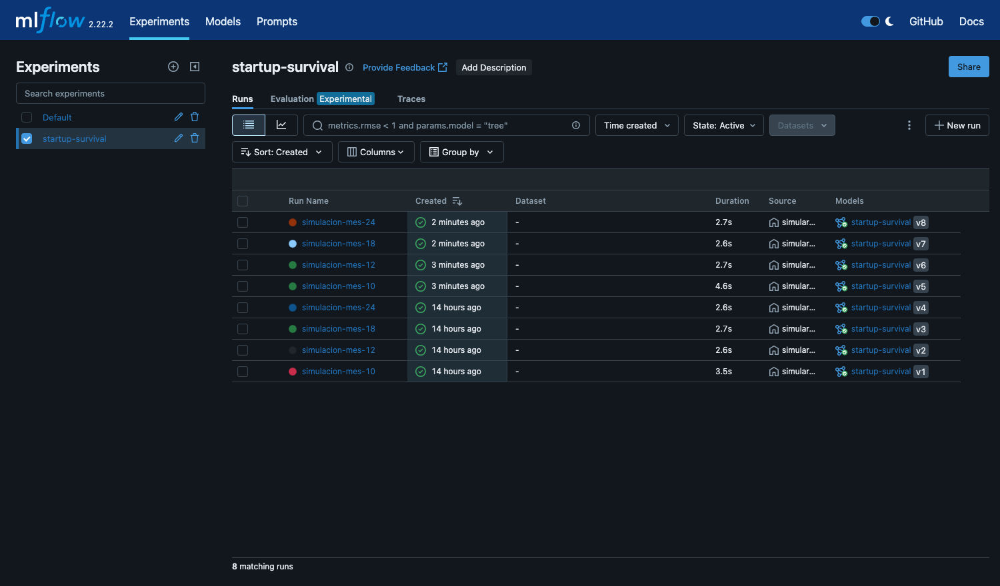 mlflow 2.22.2 Experiments Models Prompts GitHub Docs
Experiments
Search experiments
Default
startup-survival
startup-survival Provide Feedback Add Description Share
Runs Evaluation Experimental Traces
metrics.rmse < 1 and params.model = "tree" Time created State: Active Datasets New run
Sort: Created Columns Group by
Run Name Created Dataset Duration Source Models
simulacion-mes-24 2 minutes ago - 2.7s simular... startup-survival v8
simulacion-mes-18 2 minutes ago - 2.6s simular... startup-survival v7
simulacion-mes-12 3 minutes ago - 2.7s simular... startup-survival v6
simulacion-mes-10 3 minutes ago - 4.6s simular... startup-survival v5
simulacion-mes-24 14 hours ago - 2.6s simular... startup-survival v4
simulacion-mes-18 14 hours ago - 2.7s simular... startup-survival v3
simulacion-mes-12 14 hours ago - 2.6s simular... startup-survival v2
simulacion-mes-10 14 hours ago - 3.5s simular... startup-survival v1
8 matching runs